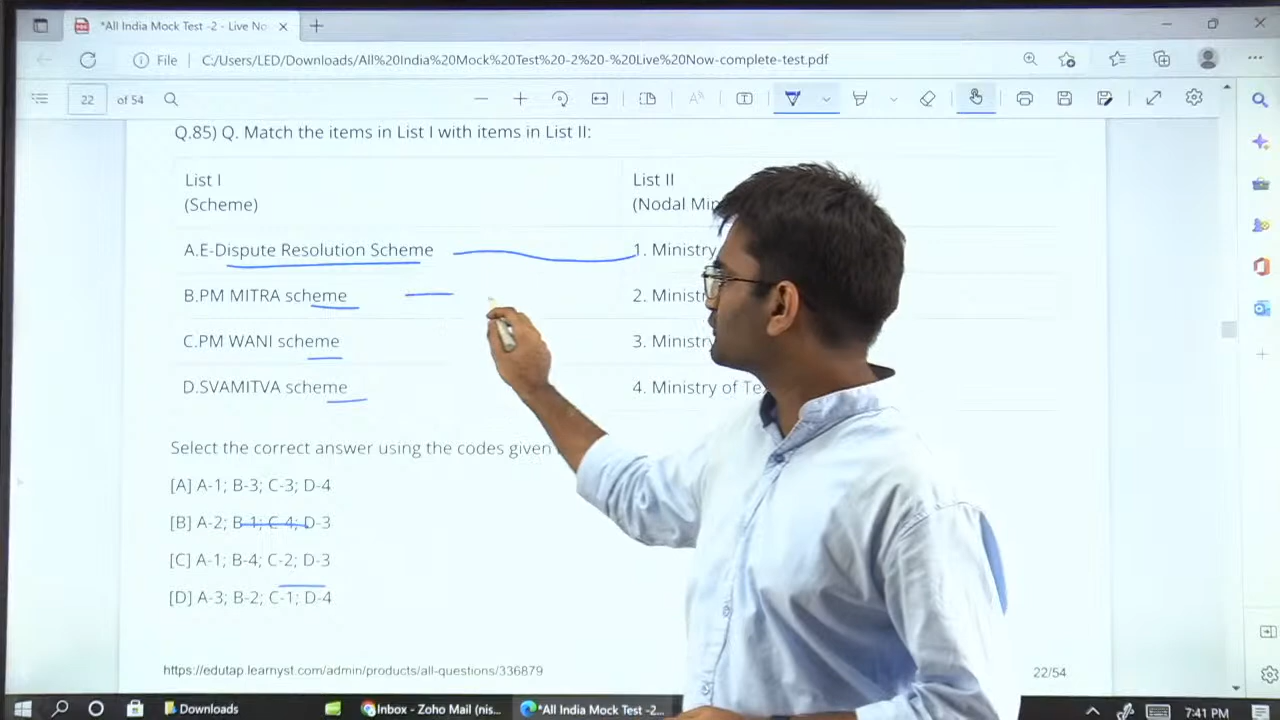 *All India Mock Test -2 - Live No
File
C:/Users/LED/Downloads/All%20India%20Mock%20Test%20-2%20-%20Live%20Now-complete-test.pdf
22 of 54
Q.85) Q. Match the items in List I with items in List II:
List I
(Scheme)
List II
(Nodal Min
A.E-Dispute Resolution Scheme
1. Ministry
B.PM MITRA scheme
2. Ministr
C.PM WANI scheme
3. Ministry
D.SVAMITVA scheme
4. Ministry of Te
Select the correct answer using the codes given
[A] A-1; B-3; C-3; D-4
[B] A-2; B-1; C-4; D-3
[C] A-1; B-4; C-2; D-3
[D] A-3; B-2; C-1; D-4
https://edutap.learnyst.com/admin/products/all-questions/336879
22/54
Downloads
Inbox - Zoho Mail (nis...
*All India Mock Test -2...
7:41 PM